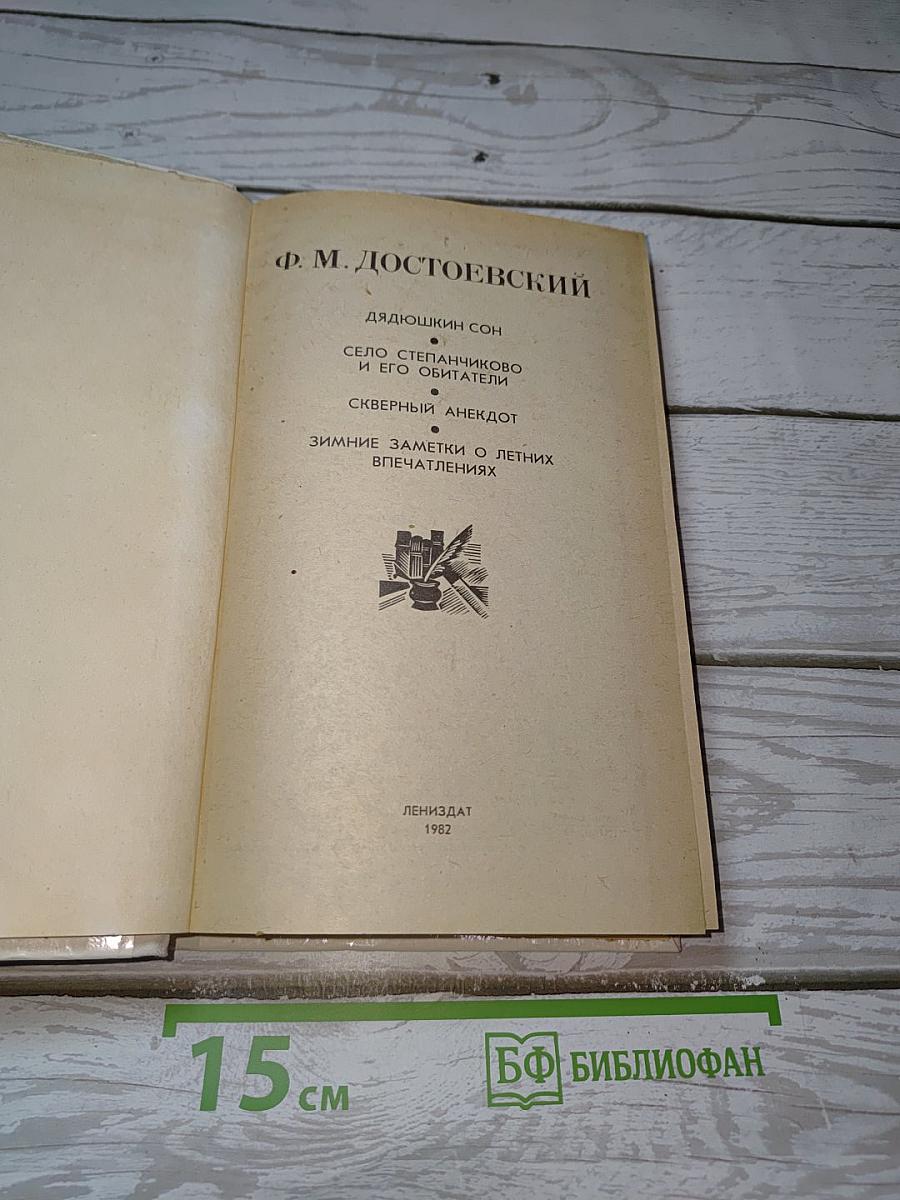 Ф. М. ДОСТОЕВСКИЙ
ДЯДЮШКИН СОН
•
СЕЛО СТЕПАНЧИКОВО
И ЕГО ОБИТАТЕЛИ
•
СКВЕРНЫЙ АНЕКДОТ
•
ЗИМНИЕ ЗАМЕТКИ О ЛЕТНИХ
ВПЕЧАТЛЕНИЯХ
ЛЕНИЗДАТ
1982
15 см
БФ БИБЛИОФАН